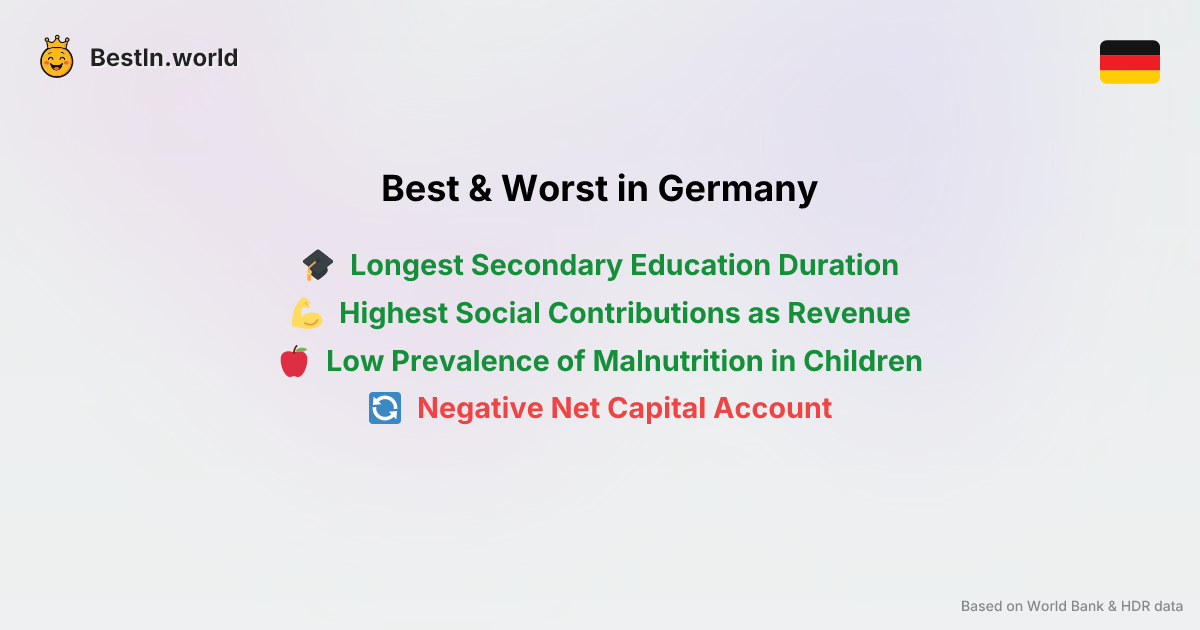 BestIn.world
Best & Worst in Germany
Longest Secondary Education Duration
Highest Social Contributions as Revenue
Low Prevalence of Malnutrition in Children
Negative Net Capital Account
Based on World Bank & HDR data